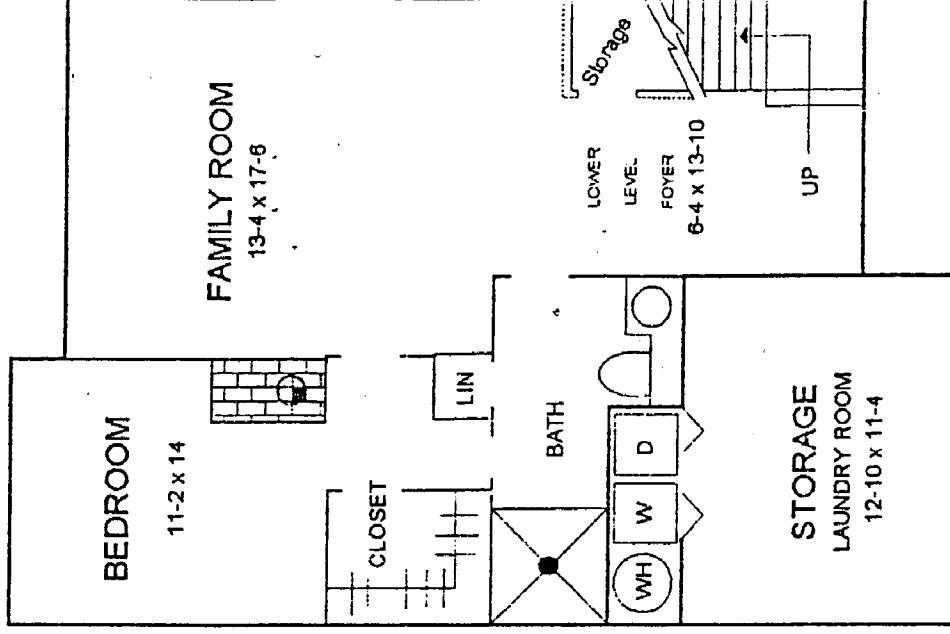 BEDROOM
11-2 x 14
FAMILY ROOM
13-4 x 17-6
CLOSET
LIN
BATH
Storage
LOWER
LEVEL
FOYER
6-4 x 13-10
UP
WH
W
D
STORAGE
LAUNDRY ROOM
12-10 x 11-4